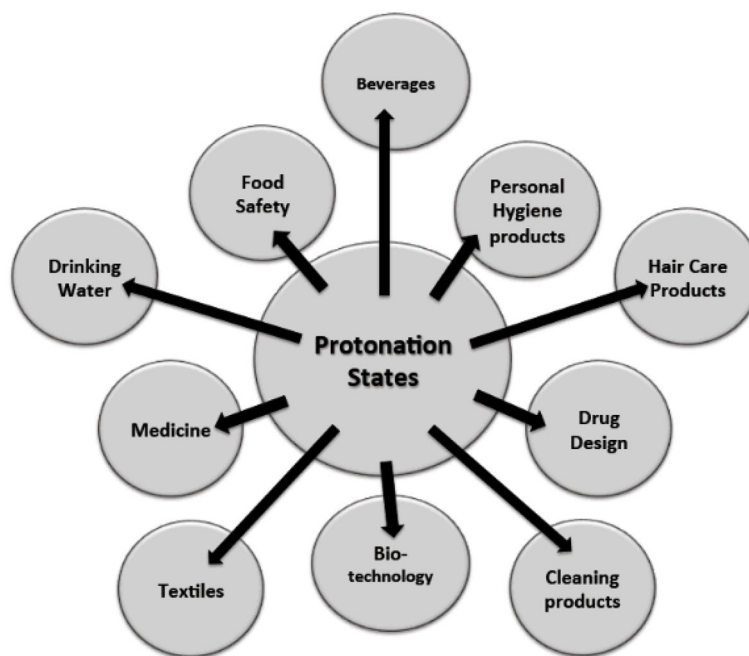 Beverages
Food
Safety
Personal
Hygiene
products
Drinking
Water
Hair Care
Products
Protonation
States
Medicine
Drug
Design
Textiles
Bio-
technology
Cleaning
products